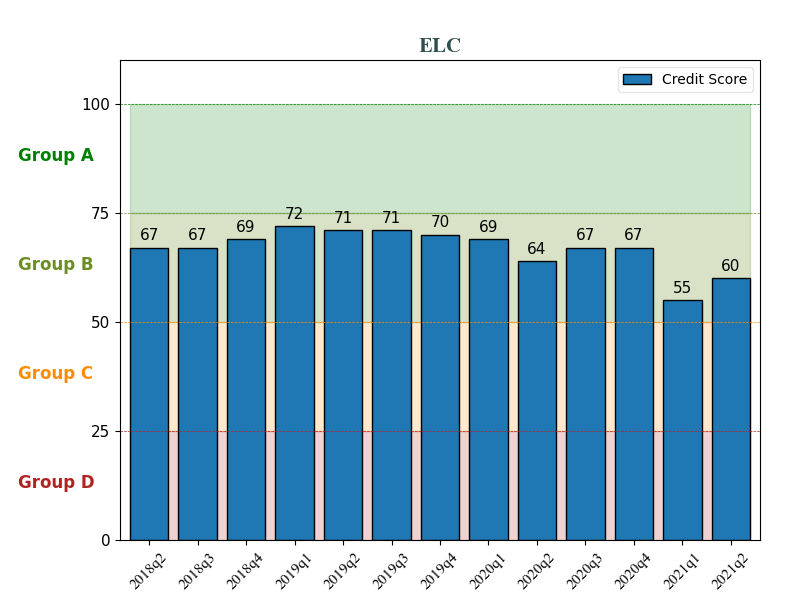 ELC
Credit Score
100
75
50
25
0
Group A
Group B
Group C
Group D
67
67
69
72
71
71
70
69
64
67
67
55
60
2018q2
2018q3
2018q4
2019q1
2019q2
2019q3
2019q4
2020q1
2020q2
2020q3
2020q4
2021q1
2021q2